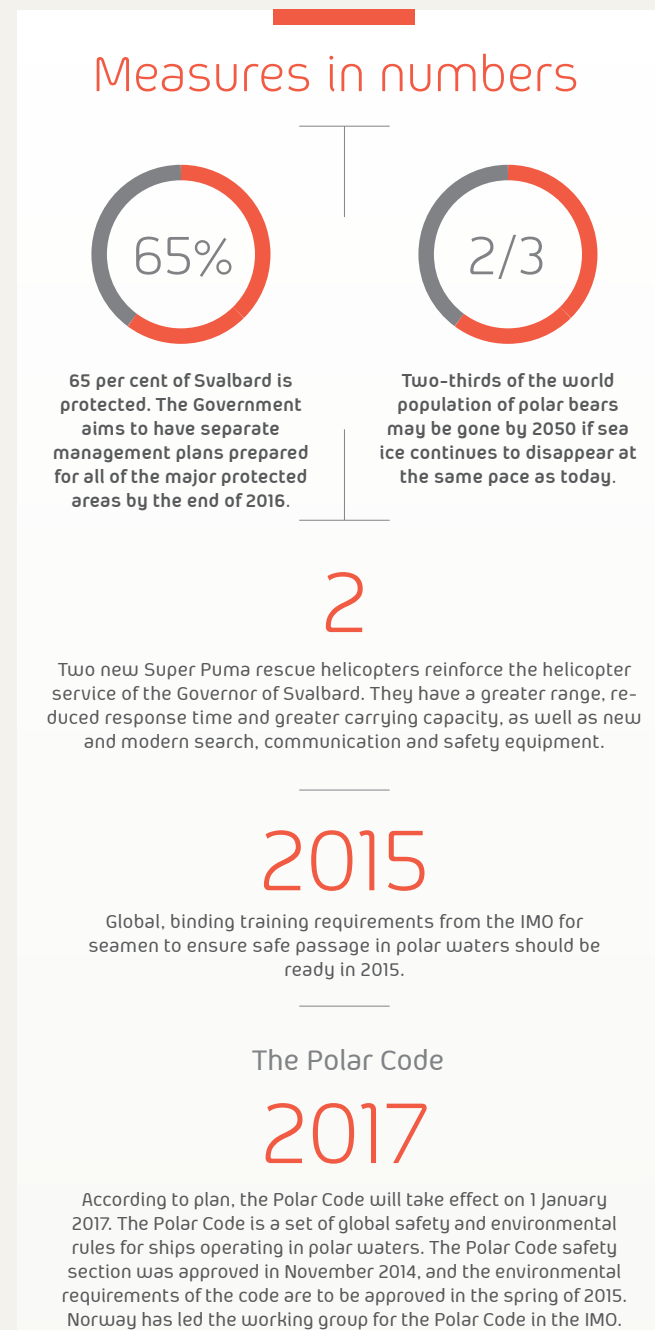 Measures in numbers
65%
65 per cent of Svalbard is
protected. The Government
aims to have separate
management plans prepared
for all of the major protected
areas by the end of 2016.
2/3
Two-thirds of the world
population of polar bears
may be gone by 2050 if sea
ice continues to disappear at
the same pace as today.
2
Two new Super Puma rescue helicopters reinforce the helicopter
service of the Governor of Svalbard. They have a greater range, re-
duced response time and greater carrying capacity, as well as new
and modern search, communication and safety equipment.
2015
Global, binding training requirements from the IMO for
seamen to ensure safe passage in polar waters should be
ready in 2015.
The Polar Code
2017
According to plan, the Polar Code will take effect on 1 January
2017. The Polar Code is a set of global safety and environmental
rules for ships operating in polar waters. The Polar Code safety
section was approved in November 2014, and the environmental
requirements of the code are to be approved in the spring of 2015.
Norway has led the working group for the Polar Code in the IMO.